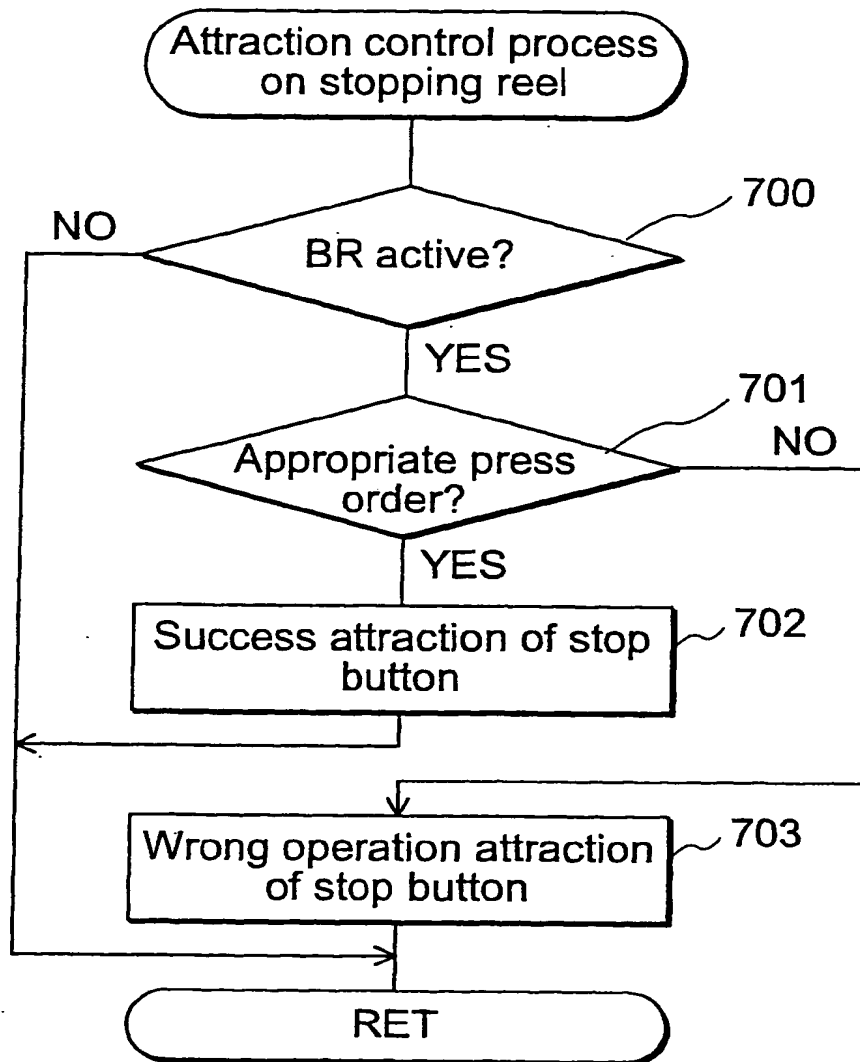 Attraction control process
on stopping reel
700
NO
BR active?
YES
701
NO
Appropriate press
order?
YES
Success attraction of stop
button
702
Wrong operation attraction
of stop button
703
RET